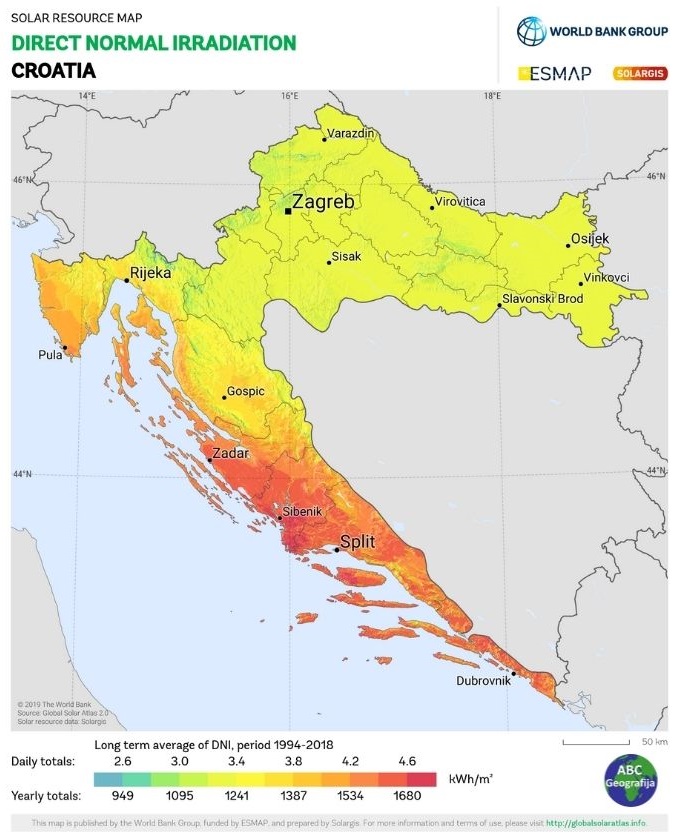 SOLAR RESOURCE MAP
DIRECT NORMAL IRRADIATION
CROATIA
WORLD BANK GROUP
ESMAP
SOLARGIS
14°E
16°E
18°E
Varazdin
46°N
46°N
Zagreb
Virovitica
Osijek
Sisak
Rijeka
Vinkovci
Slavonski Brod
Pula
Gospic
Zadar
44°N
44°N
Sibenik
Split
Dubrovnik
© 2019 The World Bank
Source: Global Solar Atlas 2.0
Solar resource data: Solargis
Long term average of DNI, period 1994-2018
50 km
Daily totals: 2.6 3.0 3.4 3.8 4.2 4.6
kWh/m²
Yearly totals: 949 1095 1241 1387 1534 1680
ABC
Geografija
This map is published by the World Bank Group, funded by ESMAP, and prepared by Solargis. For more information and terms of use, please visit http://globalsolaratlas.info.